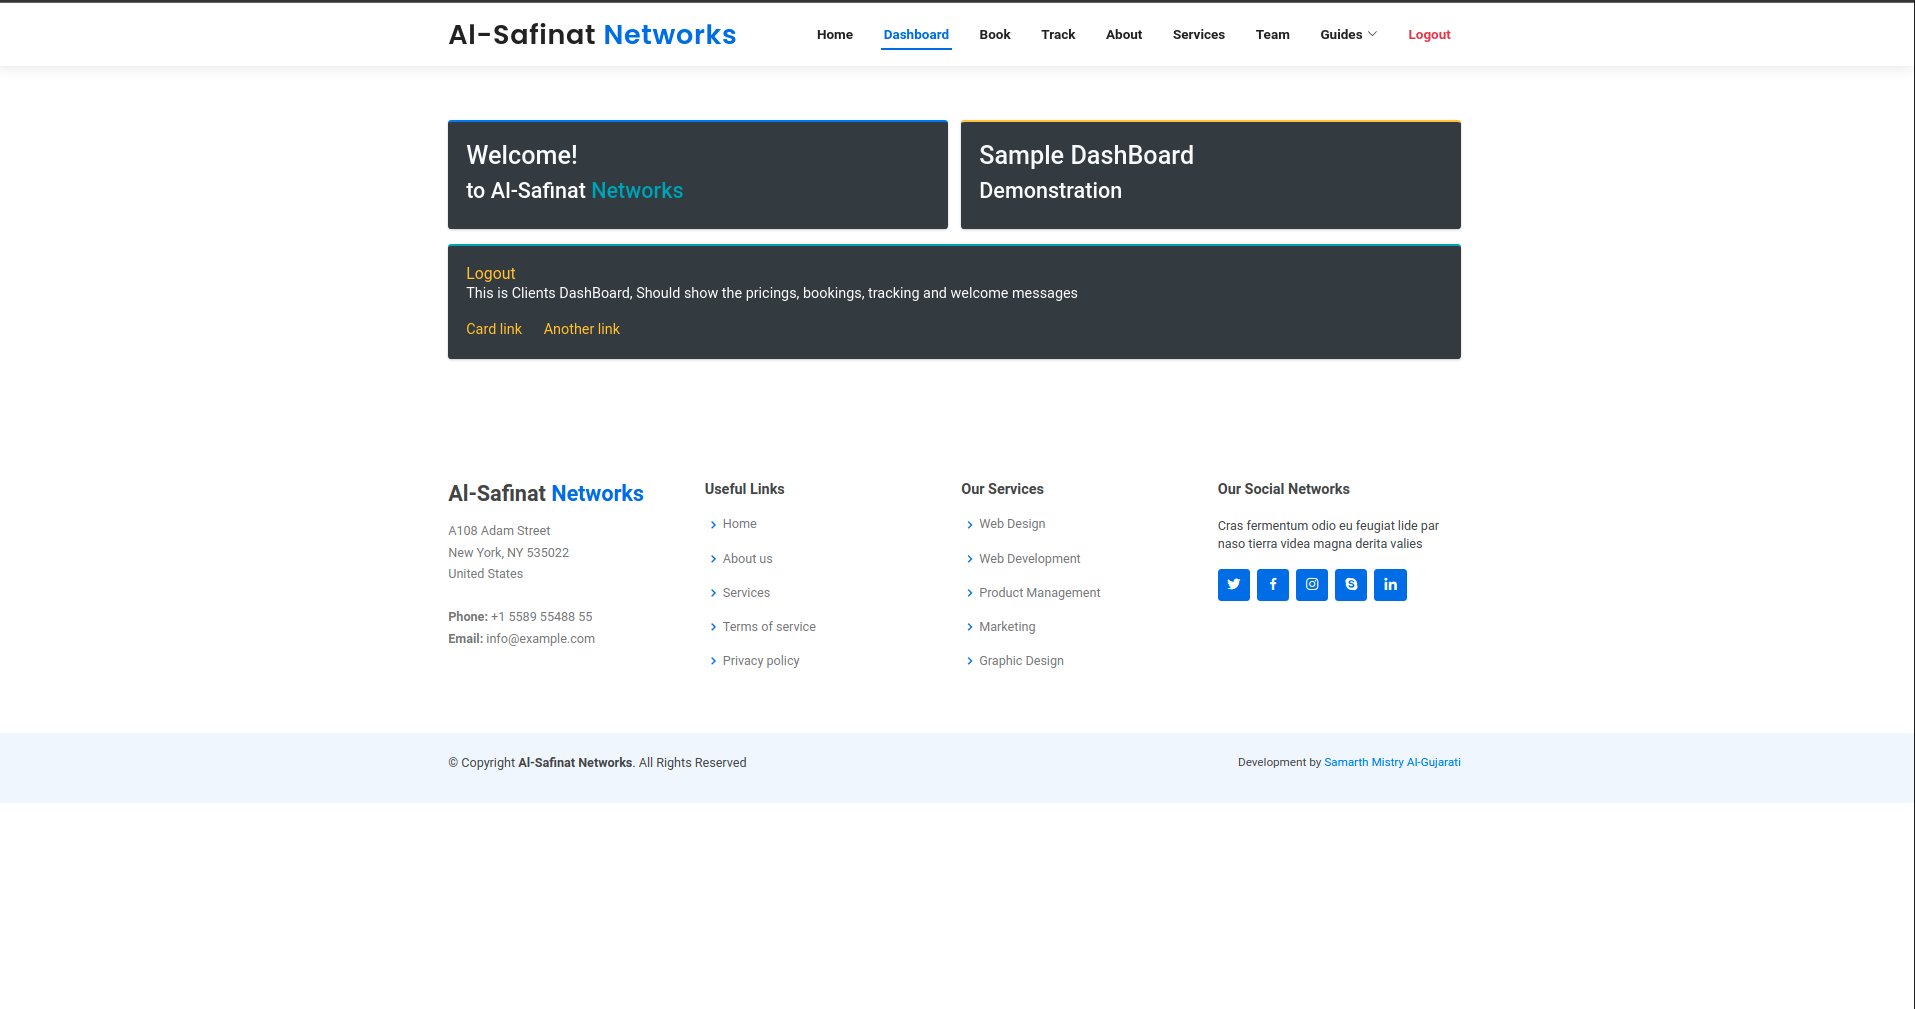 Al-Safinat Networks
Home Dashboard Book Track About Services Team Guides Logout
Welcome!
to Al-Safinat Networks
Sample DashBoard
Demonstration
Logout
This is Clients DashBoard, Should show the pricings, bookings, tracking and welcome messages
Card link Another link
Al-Safinat Networks
A108 Adam Street
New York, NY 535022
United States
Phone: +1 5589 55488 55
Email: info@example.com
Useful Links
Home
About us
Services
Terms of service
Privacy policy
Our Services
Web Design
Web Development
Product Management
Marketing
Graphic Design
Our Social Networks
Cras fermentum odio eu feugiat lide par
naso tierra videa magna derita valies
© Copyright Al-Safinat Networks. All Rights Reserved
Development by Samarth Mistry Al-Gujarati